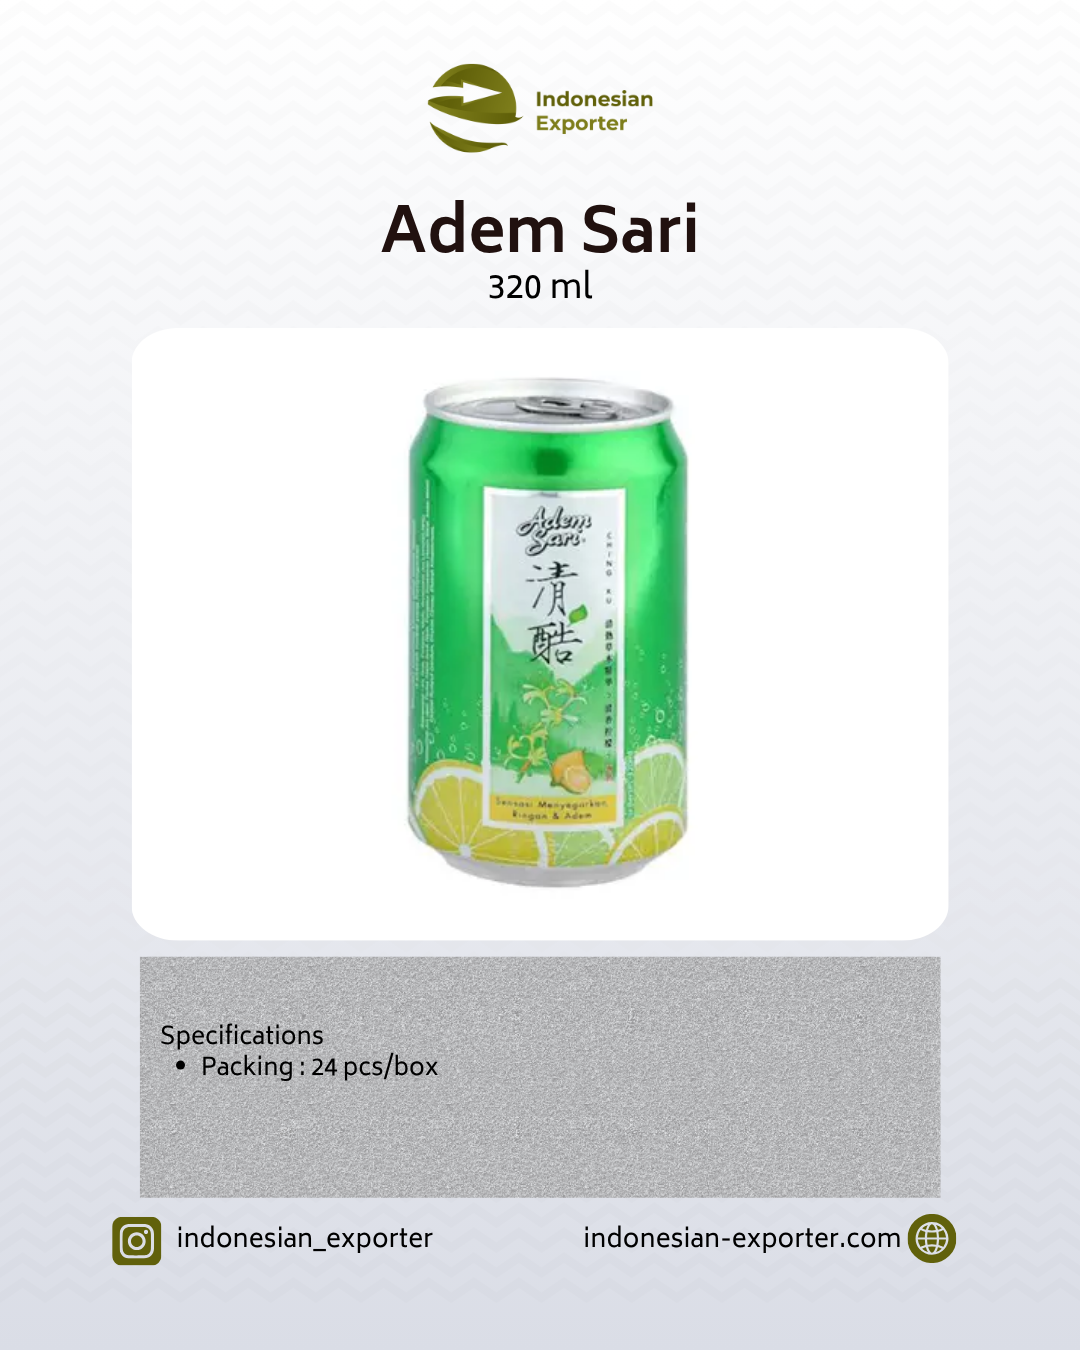 Indonesian
Exporter
Adem Sari
320 ml
Adem
Sari
清
酷
CHING KU
Sensasi Menyegarkan
Ringan & Adem
Specifications
• Packing : 24 pcs/box
indonesian_exporter
indonesian-exporter.com